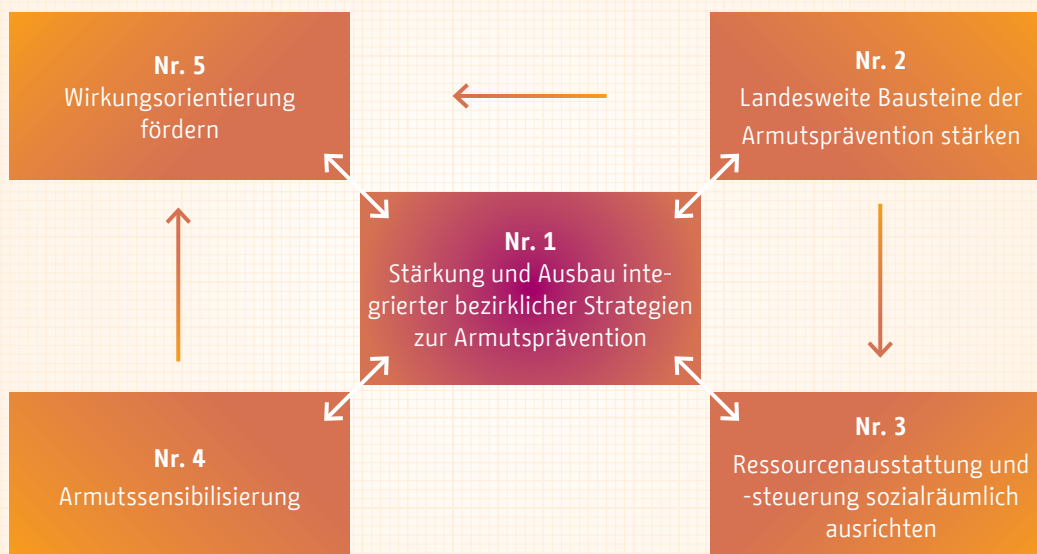 Nr. 5
Wirkungsorientierung
fördern
Nr. 2
Landesweite Bausteine der
Armutsprävention stärken
Nr. 1
Stärkung und Ausbau inte-
grierter bezirklicher Strategien
zur Armutsprävention
Nr. 4
Armutssensibilisierung
Nr. 3
Ressourcenausstattung und
-steuerung sozialräumlich
ausrichten